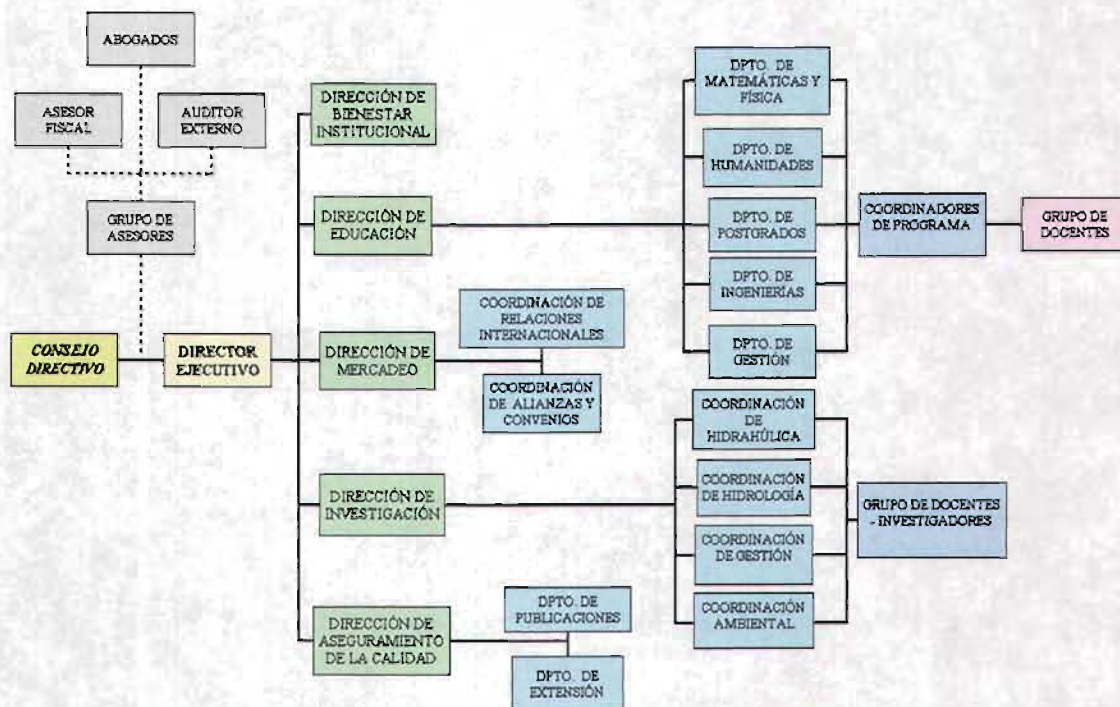 ABOGADOS
ASESOR
FISCAL
AUDITOR
EXTERNO
GRUPO DE
ASESORES
CONSEJO
DIRECTIVO
DIRECTOR
EJECUTIVO
DIRECCIÓN DE
BIENESTAR
INSTITUCIONAL
DIRECCIÓN DE
EDUCACIÓN
DIRECCIÓN DE
MERCADEO
DIRECCIÓN DE
INVESTIGACIÓN
DIRECCIÓN DE
ASEGURAMIENTO
DE LA CALIDAD
COORDINACIÓN DE
RELACIONES
INTERNACIONALES
COORDINACIÓN
DE ALIANZAS Y
CONVENIOS
DPTO. DE
PUBLICACIONES
DPTO. DE
EXTENSIÓN
DPTO. DE
MATEMÁTICAS Y
FÍSICA
DPTO. DE
HUMANIDADES
DPTO. DE
POSTGRADOS
DPTO. DE
INGENIERÍAS
DPTO. DE
GESTIÓN
COORDINACIÓN
DE
HIDRAHÚLICA
COORDINACIÓN
DE HIDROLOGÍA
COORDINACIÓN
DE GESTIÓN
COORDINACIÓN
AMBIENTAL
COORDINADORES
DE PROGRAMA
GRUPO DE
DOCENTES
GRUPO DE DOCENTES
- INVESTIGADORES